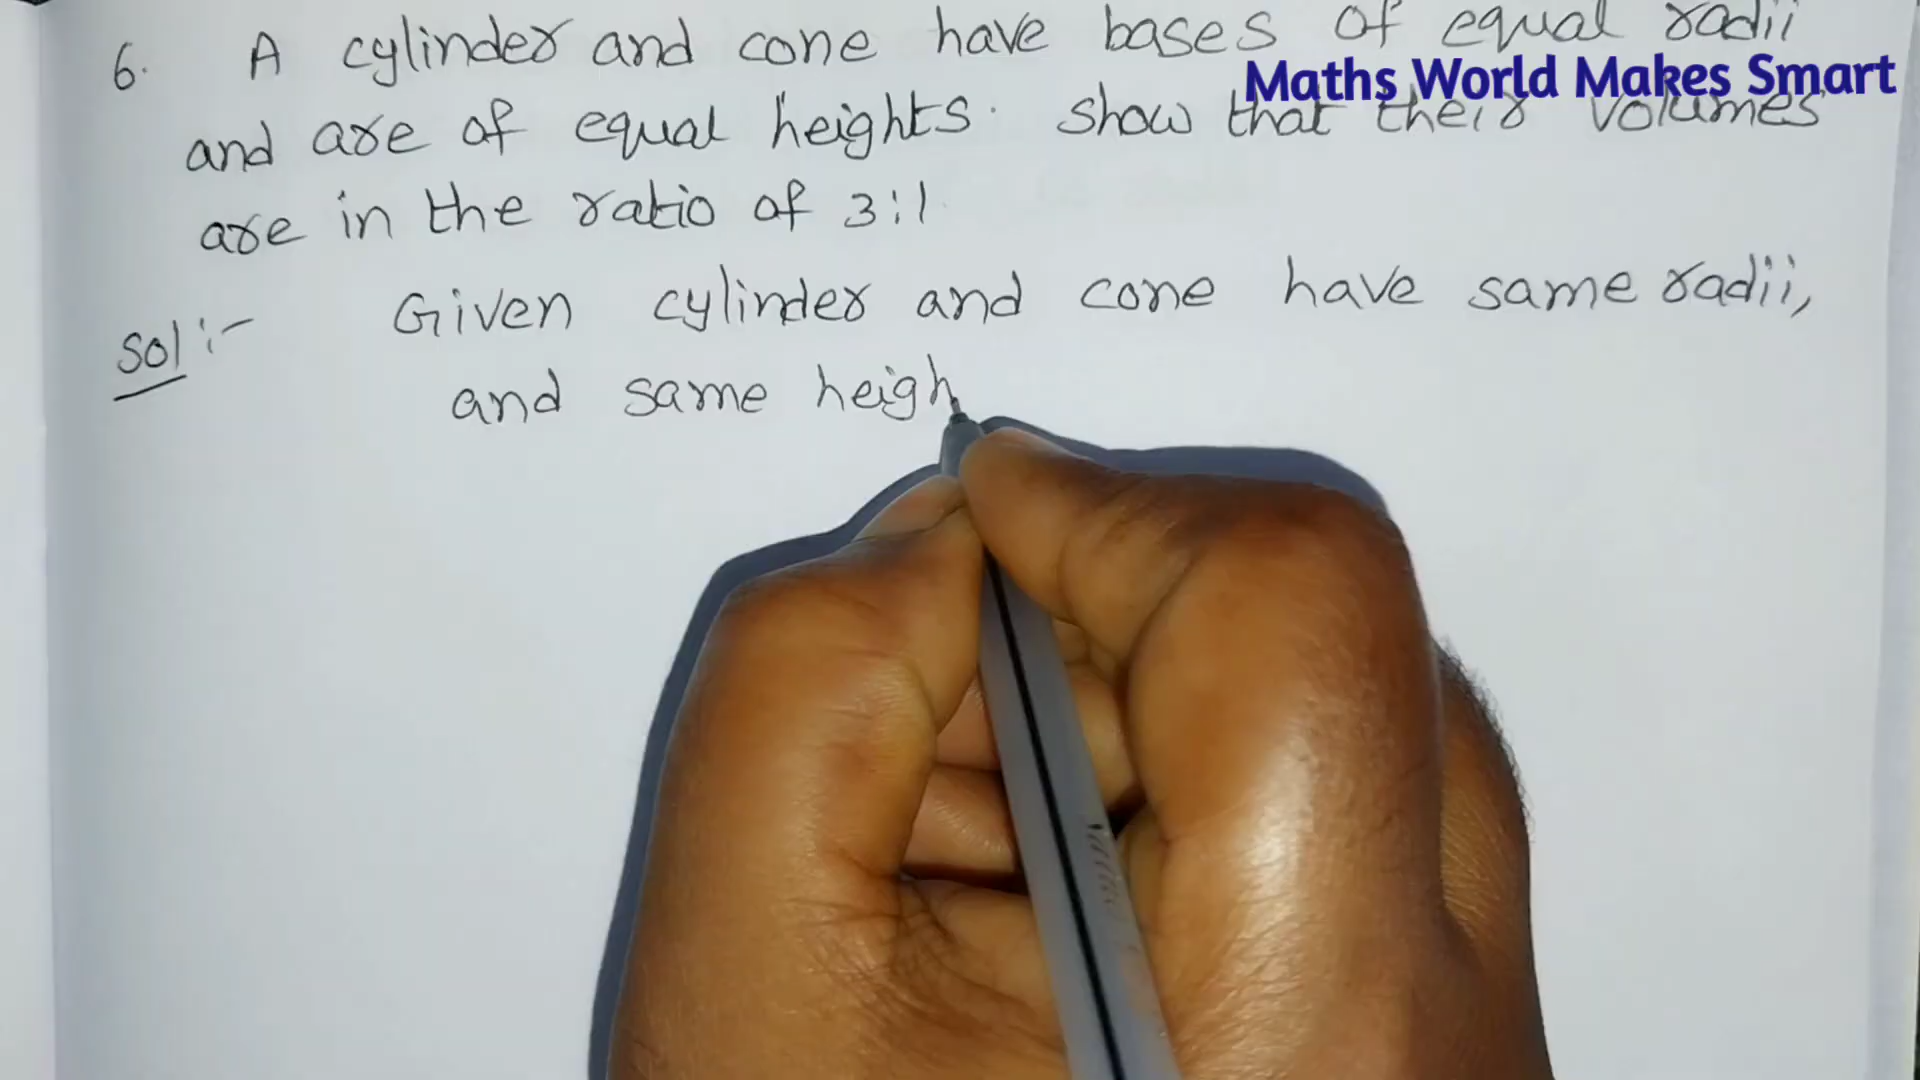 6. A cylinder and cone have bases of equal radii
Maths World Makes Smart
and are of equal heights. show that their volumes
are in the ratio of 3:1.
Sol:- Given cylinder and cone have same radii,
and same heigh